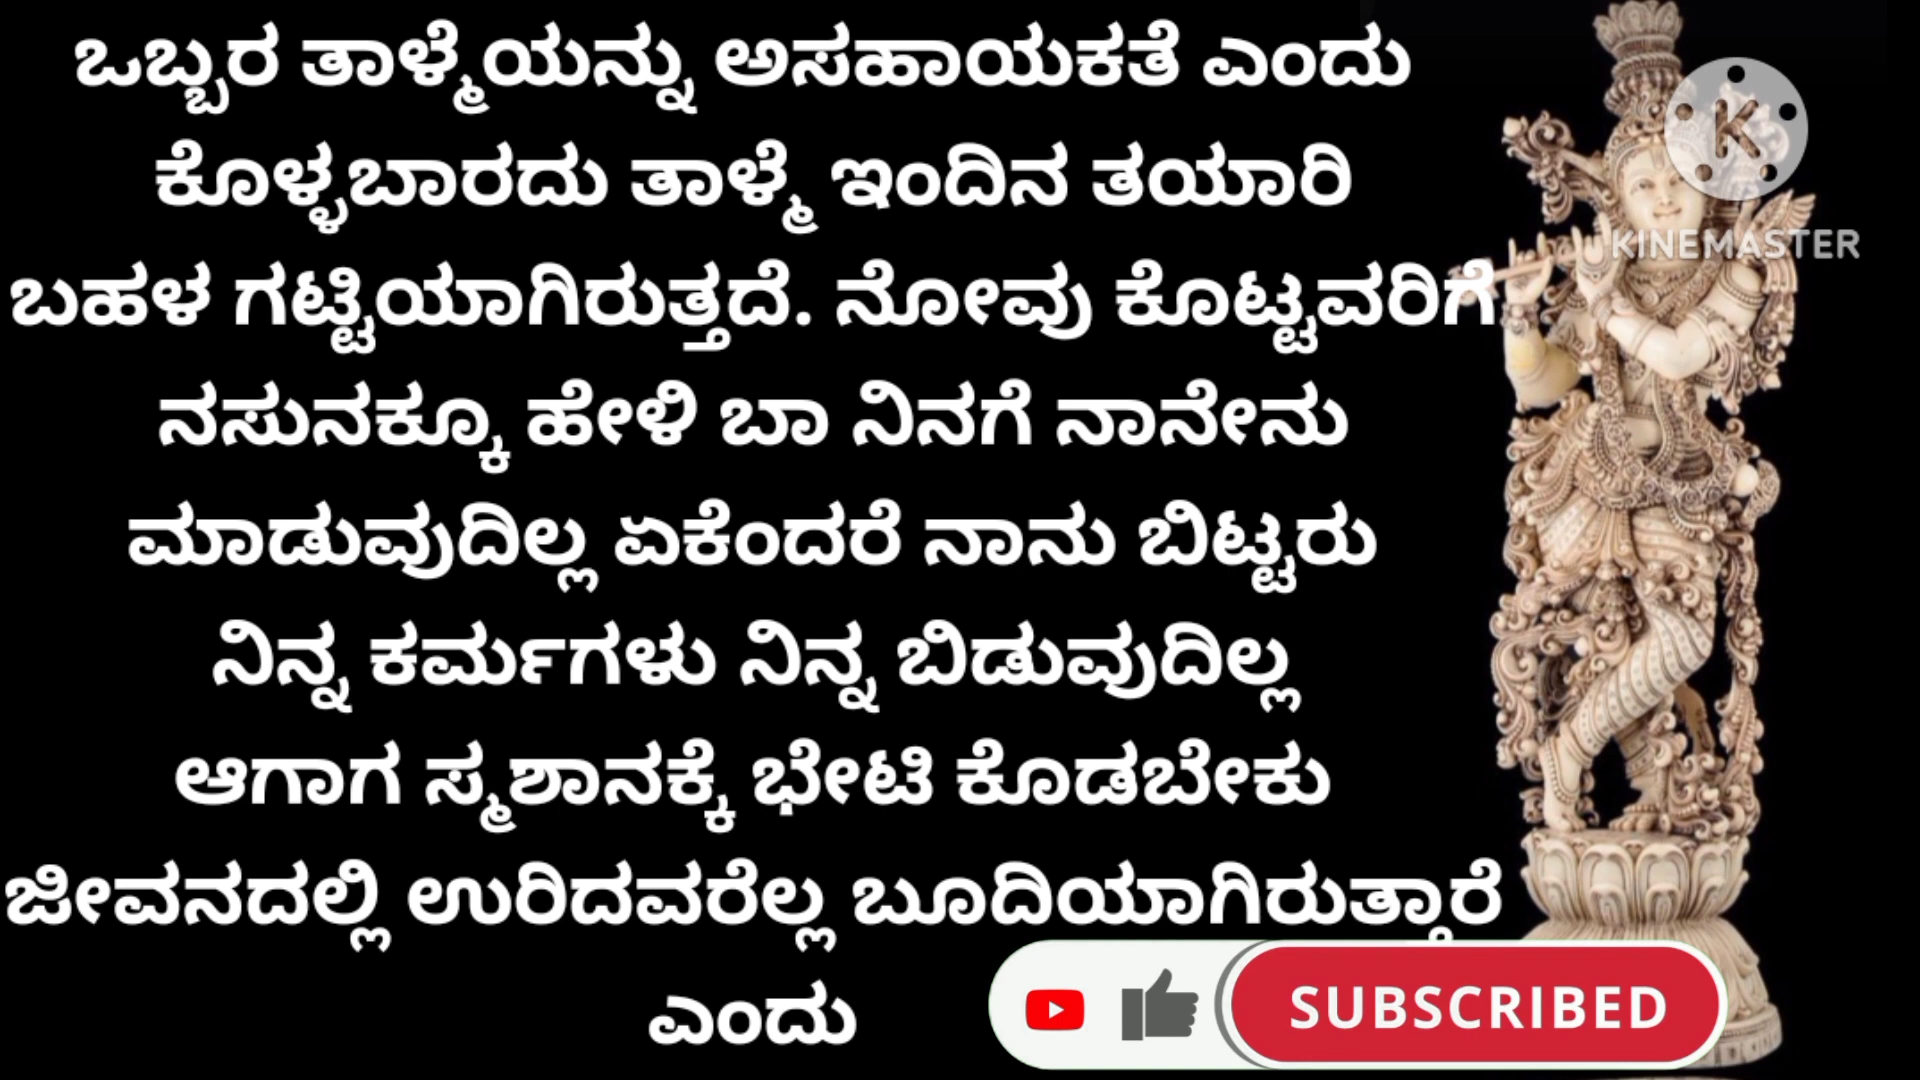 ಒಬ್ಬರ ತಾಳ್ಮೆಯನ್ನು ಅಸಹಾಯಕತೆ ಎಂದು
ಕೊಳ್ಳಬಾರದು ತಾಳ್ಮೆ ಇಂದಿನ ತಯಾರಿ
ಬಹಳ ಗಟ್ಟಿಯಾಗಿರುತ್ತದೆ. ನೋವು ಕೊಟ್ಟವರಿಗೆ
ನಸುನಕ್ಕೂ ಹೇಳಿ ಬಾ ನಿನಗೆ ನಾನೇನು
ಮಾಡುವುದಿಲ್ಲ ಏಕೆಂದರೆ ನಾನು ಬಿಟ್ಟರು
ನಿನ್ನ ಕರ್ಮಗಳು ನಿನ್ನ ಬಿಡುವುದಿಲ್ಲ
ಆಗಾಗ ಸ್ಮಶಾನಕ್ಕೆ ಭೇಟಿ ಕೊಡಬೇಕು
ಜೀವನದಲ್ಲಿ ಉರಿದವರೆಲ್ಲ ಬೂದಿಯಾಗಿರುತ್ತಾರೆ
ಎಂದು
K
KINEMASTER
SUBSCRIBED